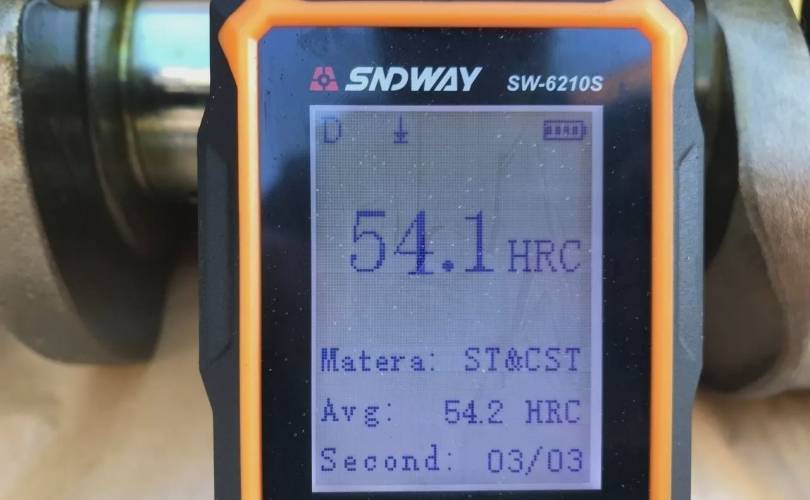 SNDWAY SW-6210S
D
54.1 HRC
Matera: ST&CST
Avg: 54.2 HRC
Second: 03/03